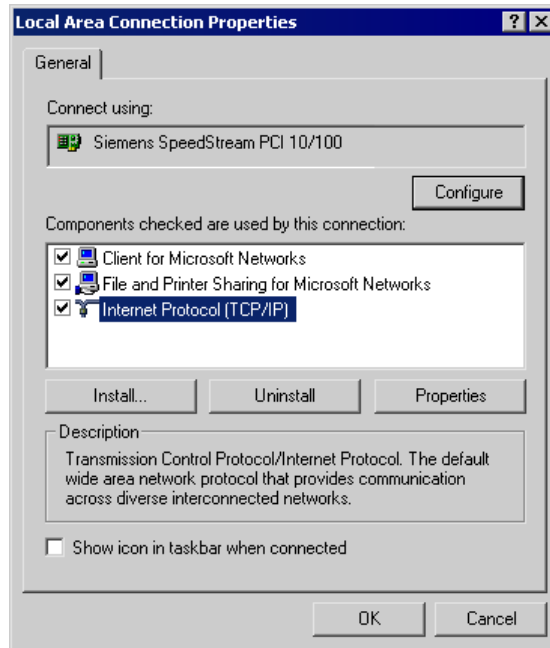 Local Area Connection Properties
General
Connect using:
Siemens SpeedStream PCI 10/100
Configure
Components checked are used by this connection:
Client for Microsoft Networks
File and Printer Sharing for Microsoft Networks
Internet Protocol (TCP/IP)
Install... Uninstall Properties
Description
Transmission Control Protocol/Internet Protocol. The default
wide area network protocol that provides communication
across diverse interconnected networks.
Show icon in taskbar when connected
OK Cancel